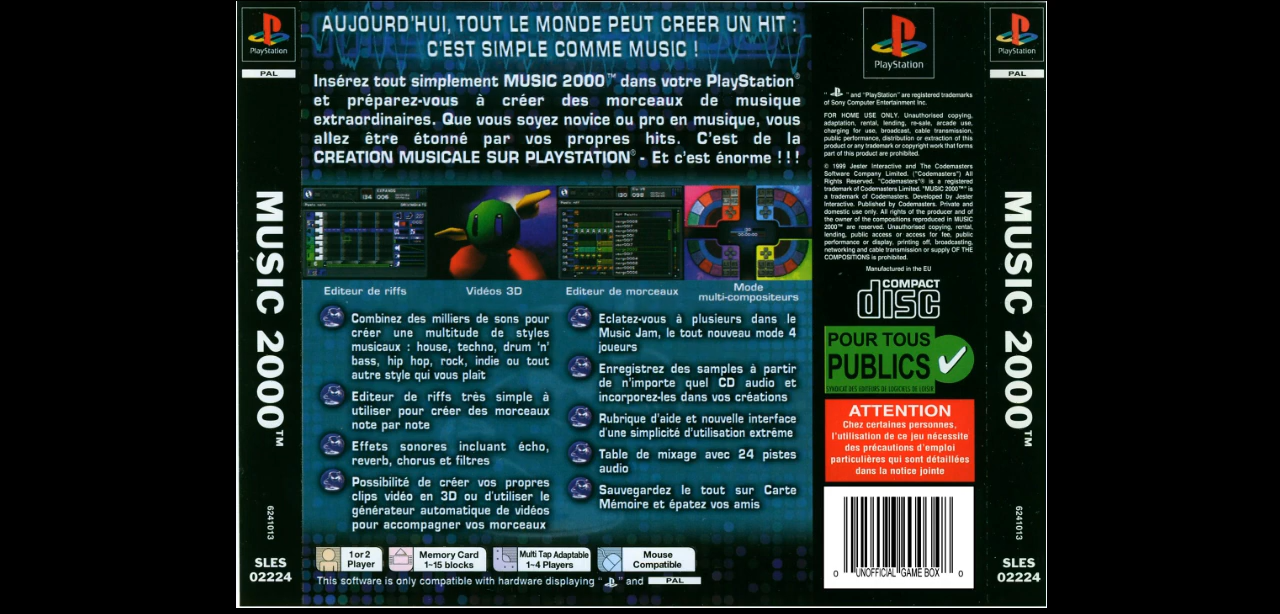 PlayStation
PAL
MUSIC 2000™
6241013
SLES
02224
AUJOURD'HUI, TOUT LE MONDE PEUT CREER UN HIT :
C'EST SIMPLE COMME MUSIC !
Insérez tout simplement MUSIC 2000™ dans votre PlayStation®
et préparez-vous à créer des morceaux de musique
extraordinaires. Que vous soyez novice ou pro en musique, vous
allez être étonné par vos propres hits. C'est de la
CREATION MUSICALE SUR PLAYSTATION® - Et c'est énorme !!!
Editeur de riffs
Vidéos 3D
Editeur de morceaux
Mode
multi-compositeurs
Combinez des milliers de sons pour
créer une multitude de styles
musicaux : house, techno, drum 'n'
bass, hip hop, rock, indie ou tout
autre style qui vous plait
Editeur de riffs très simple à
utiliser pour créer des morceaux
note par note
Effets sonores incluant écho,
reverb, chorus et filtres
Possibilité de créer vos propres
clips vidéo en 3D ou d'utiliser le
générateur automatique de vidéos
pour accompagner vos morceaux
Eclatez-vous à plusieurs dans le
Music Jam, le tout nouveau mode 4
joueurs
Enregistrez des samples à partir
de n'importe quel CD audio et
incorporez-les dans vos créations
Rubrique d'aide et nouvelle interface
d'une simplicité d'utilisation extrême
Table de mixage avec 24 pistes
audio
Sauvegardez le tout sur Carte
Mémoire et épatez vos amis
1 or 2
Player
Memory Card
1~15 blocks
Multi Tap Adaptable
1~4 Players
Mouse
Compatible
This software is only compatible with hardware displaying " " and PAL
PlayStation
" " and "PlayStation" are registered trademarks
of Sony Computer Entertainment Inc.
FOR HOME USE ONLY. Unauthorised copying,
adaptation, rental, lending, re-sale, arcade use,
charging for use, broadcast, cable transmission,
public performance, distribution or extraction of this
product or any trademark or copyright work that forms
part of this product are prohibited.
© 1999 Jester Interactive and The Codemasters
Software Company Limited. ("Codemasters") All
Rights Reserved. "Codemasters"® is a registered
trademark of Codemasters Limited. "MUSIC 2000™" is
a trademark of Codemasters. Developed by Jester
Interactive. Published by Codemasters. Private and
domestic use only. All rights of the producer and of
the owner of the compositions reproduced in MUSIC
2000™ are reserved. Unauthorised copying, rental,
lending, public access or access for fee, public
performance or display, printing off, broadcasting,
networking and cable transmission or supply OF THE
COMPOSITIONS is prohibited.
Manufactured in the EU
COMPACT
disc
POUR TOUS
PUBLICS
SYNDICAT DES EDITEURS DE LOGICIELS DE LOISIR
ATTENTION
Chez certaines personnes,
l'utilisation de ce jeu nécessite
des précautions d'emploi
particulières qui sont détaillées
dans la notice jointe
0 UNOFFICIAL GAME BOX 0
PlayStation
PAL
MUSIC 2000™
6241013
SLES
02224